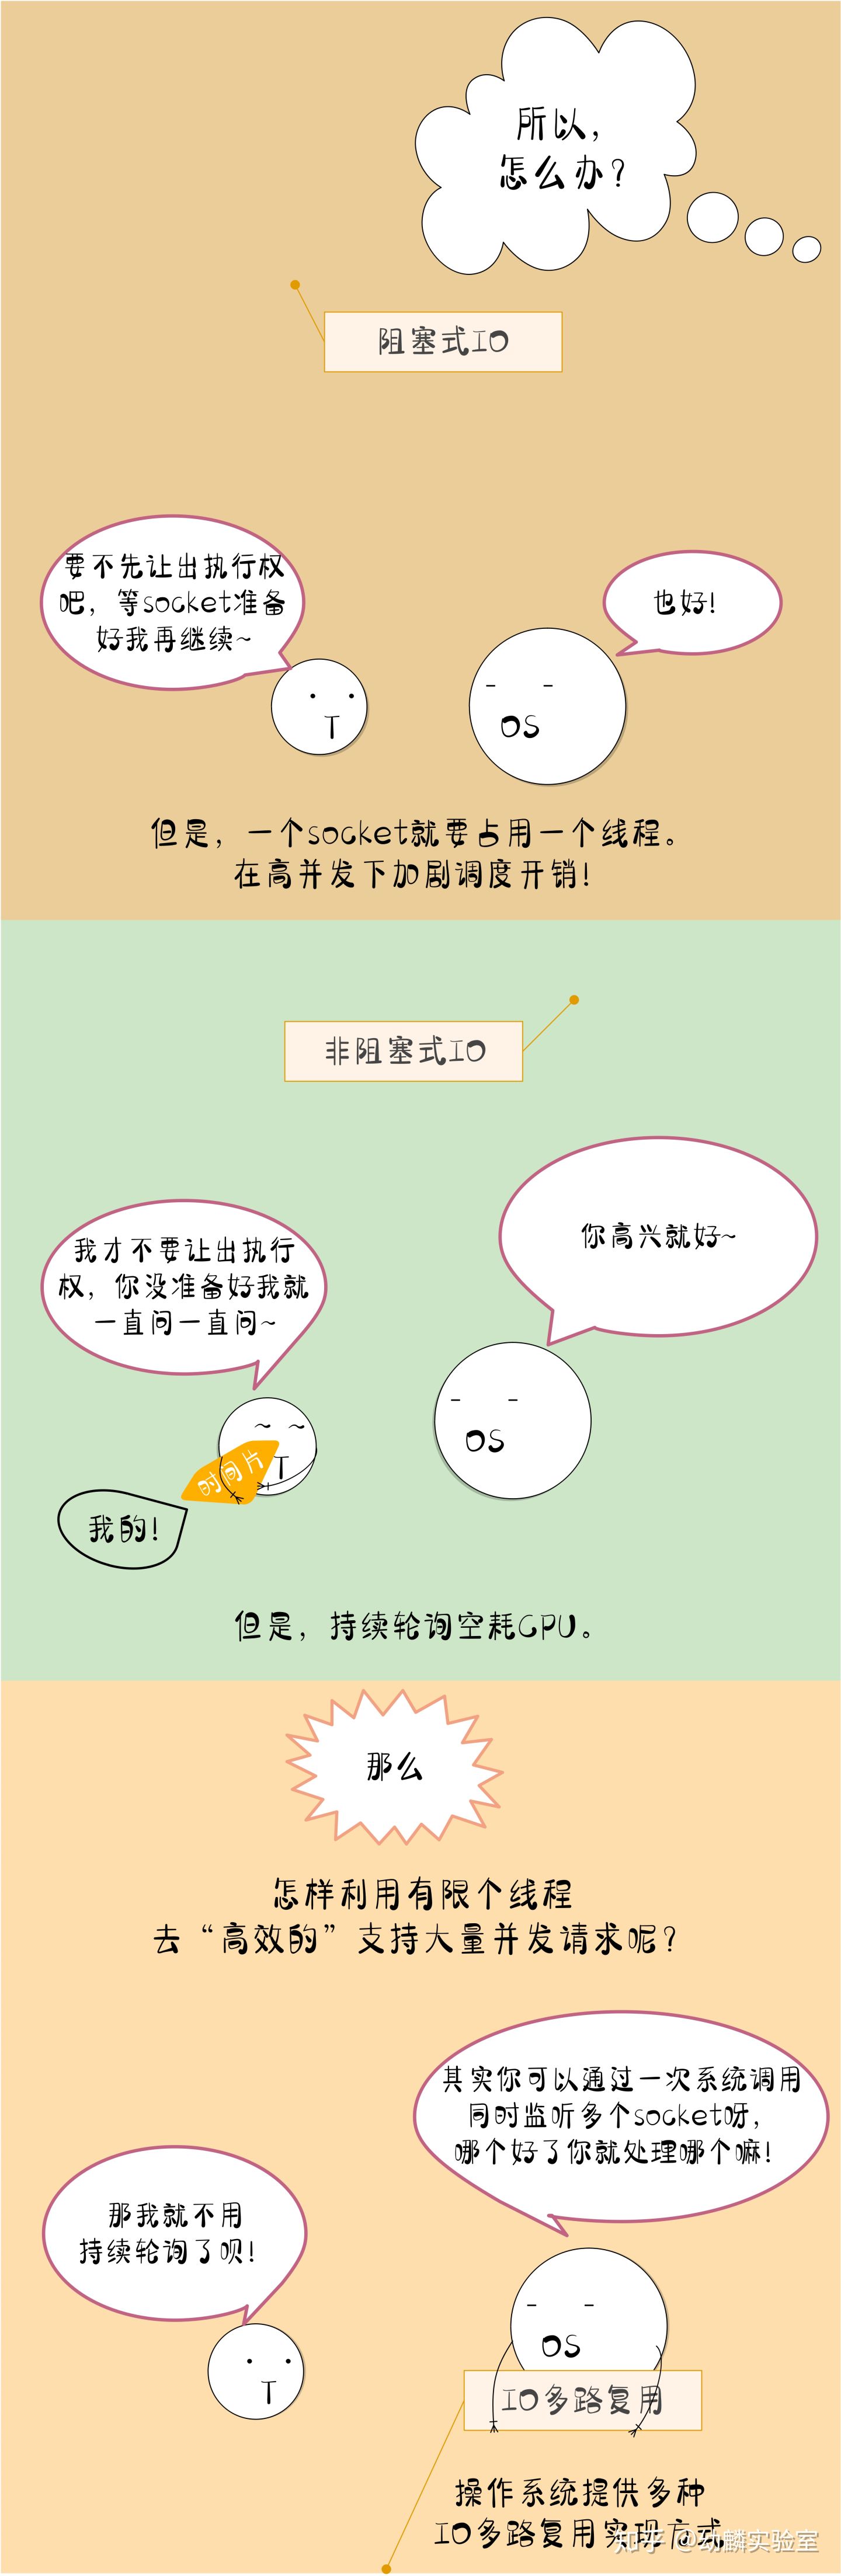 所以，
怎么办?
阻塞式IO
要不先让出执行权
吧，等socket准备
好我再继续~
也好!
T
OS
但是，一个socket就要占用一个线程。
在高并发下加剧调度开销!
非阻塞式IO
你高兴就好~
我才不要让出执行
权，你没准备好我就
一直问一直问~
OS
时间片
T
我的!
但是，持续轮询空耗CPU。
那么
怎样利用有限个线程
去“高效的”支持大量并发请求呢?
其实你可以通过一次系统调用
同时监听多个socket呀，
哪个好了你就处理哪个嘛!
那我就不用
持续轮询了呗!
OS
T
IO多路复用
操作系统提供多种
IO多路复用实现方式
知乎 @幼麟实验室